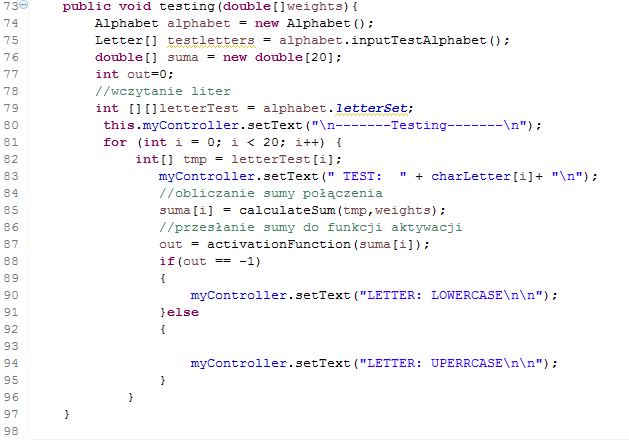 73 public void testing(double[]weights){
74 Alphabet alphabet = new Alphabet();
75 Letter[] testletters = alphabet.inputTestAlphabet();
76 double[] suma = new double[20];
77 int out=0;
78 //wczytanie liter
79 int [][]letterTest = alphabet.letterSet;
80 this.myController.setText("\n-------Testing-------\n");
81 for (int i = 0; i < 20; i++) {
82 int[] tmp = letterTest[i];
83 myController.setText(" TEST:  " + charLetter[i]+ "\n");
84 //obliczanie sumy połączenia
85 suma[i] = calculateSum(tmp,weights);
86 //przesłanie sumy do funkcji aktywacji
87 out = activationFunction(suma[i]);
88 if(out == -1)
89 {
90 myController.setText("LETTER: LOWERCASE\n\n");
91 }else
92 {
93
94 myController.setText("LETTER: UPERRCASE\n\n");
95 }
96 }
97 }
98